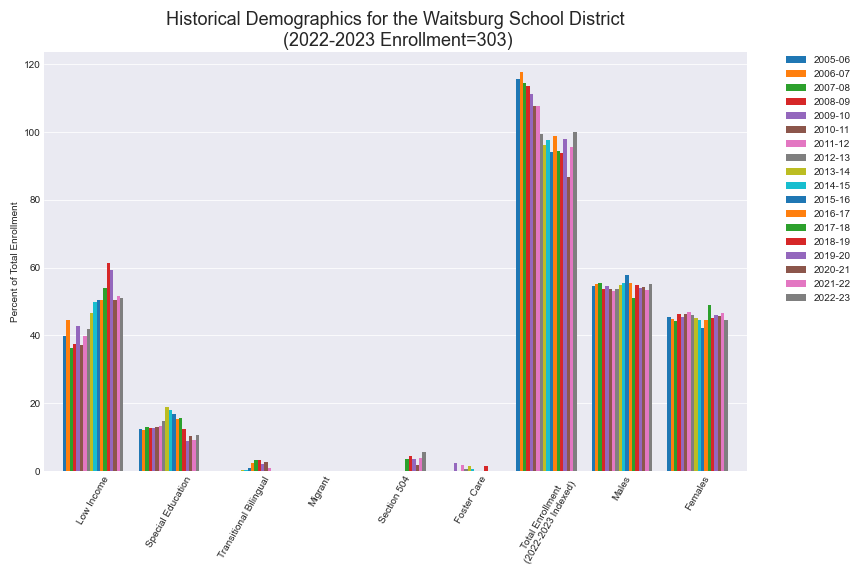 Historical Demographics for the Waitsburg School District
(2022-2023 Enrollment=303)
Percent of Total Enrollment
120
100
80
60
40
20
0
Low Income
Special Education
Transitional Bilingual
Migrant
Section 504
Foster Care
Total Enrollment
(2022-2023 Indexed)
Males
Females
2005-06
2006-07
2007-08
2008-09
2009-10
2010-11
2011-12
2012-13
2013-14
2014-15
2015-16
2016-17
2017-18
2018-19
2019-20
2020-21
2021-22
2022-23